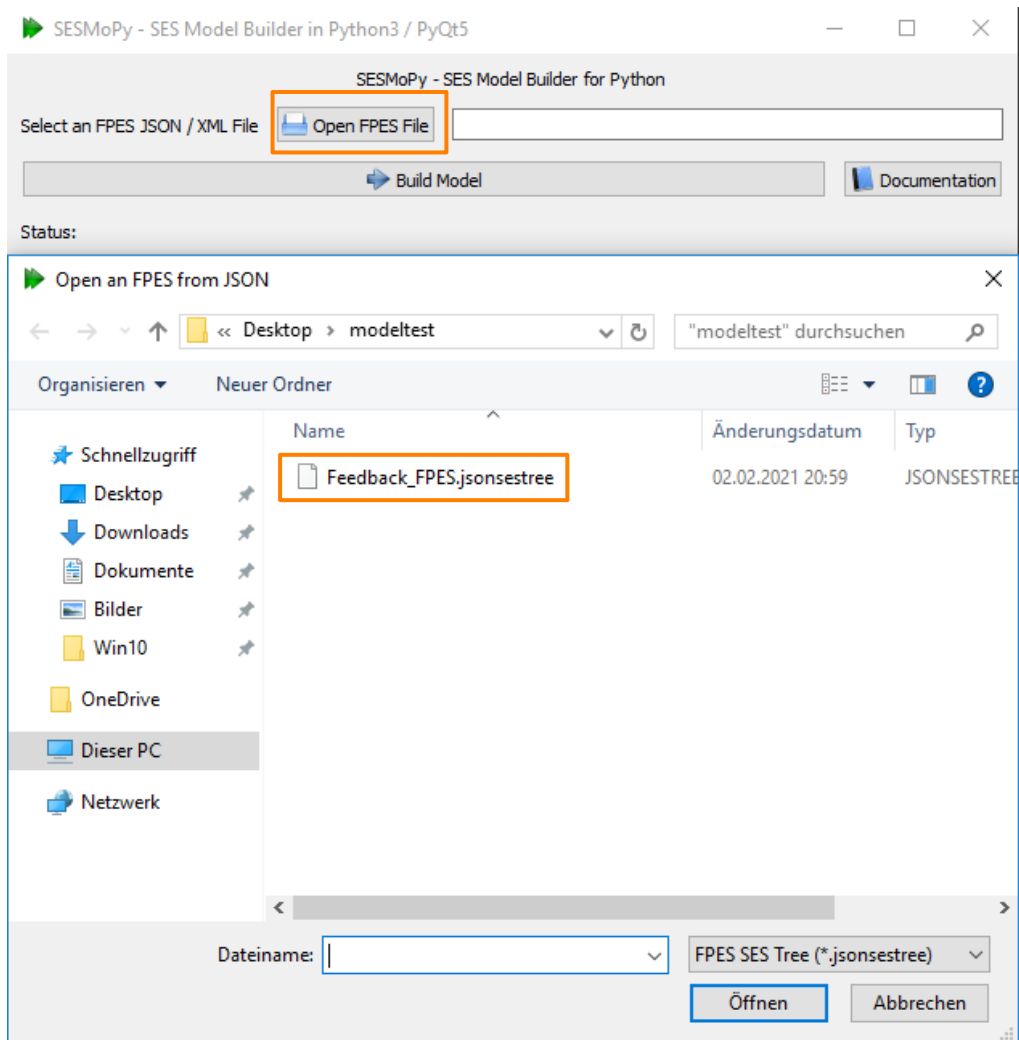 SESMoPy - SES Model Builder in Python3 / PyQt5
SESMoPy - SES Model Builder for Python
Select an FPES JSON / XML File Open FPES File
Build Model Documentation
Status:
Open an FPES from JSON
« Desktop › modeltest "modeltest" durchsuchen
Organisieren Neuer Ordner ?
Name Änderungsdatum Typ
Schnellzugriff
Feedback_FPES.jsonsestree 02.02.2021 20:59 JSONSESTREE
Desktop
Downloads
Dokumente
Bilder
Win10
OneDrive
Dieser PC
Netzwerk
Dateiname: FPES SES Tree (*.jsonsestree)
Öffnen Abbrechen